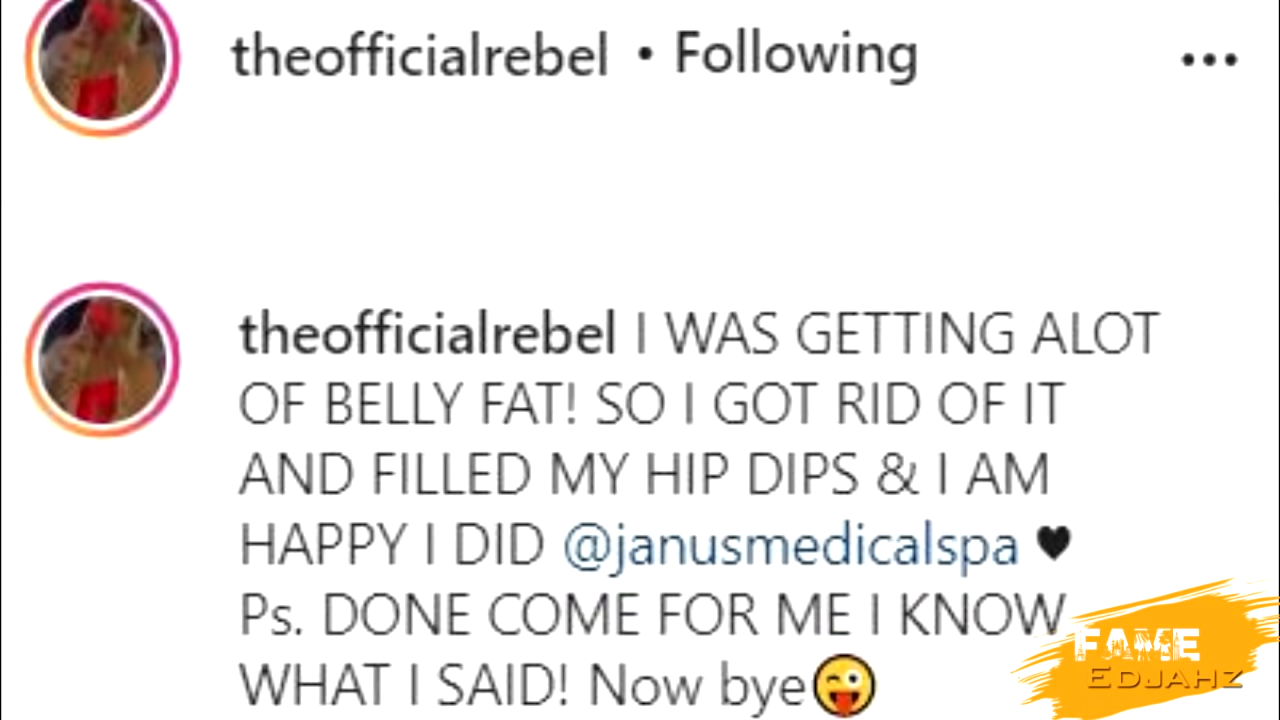 theofficialrebel • Following
theofficialrebel I WAS GETTING ALOT
OF BELLY FAT! SO I GOT RID OF IT
AND FILLED MY HIP DIPS & I AM
HAPPY I DID @janusmedicalspa 🖤
Ps. DONE COME FOR ME I KNOW
WHAT I SAID! Now bye😜
FAME
EDJAHZ